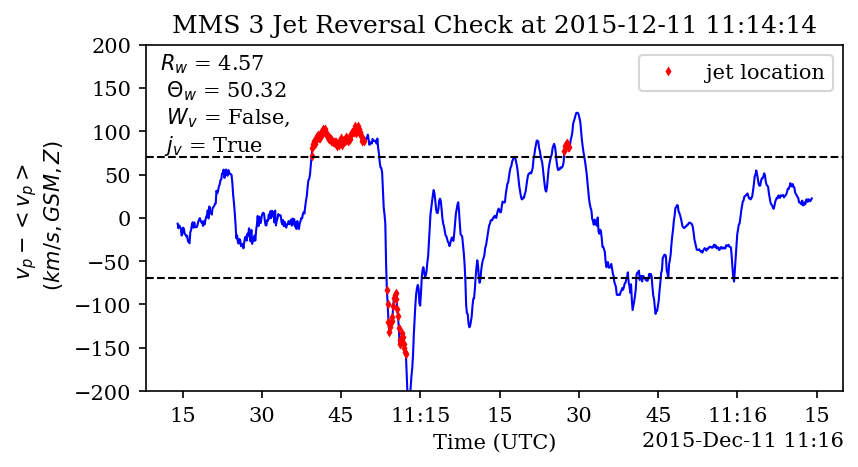 MMS 3 Jet Reversal Check at 2015-12-11 11:14:14
R_w = 4.57
Θ_w = 50.32
W_v = False,
j_v = True
jet location
200
150
100
50
0
−50
−100
−150
−200
v_p − < v_p >
(km/s, GSM, Z)
15 30 45 11:15 15 30 45 11:16 15
Time (UTC)
2015-Dec-11 11:16